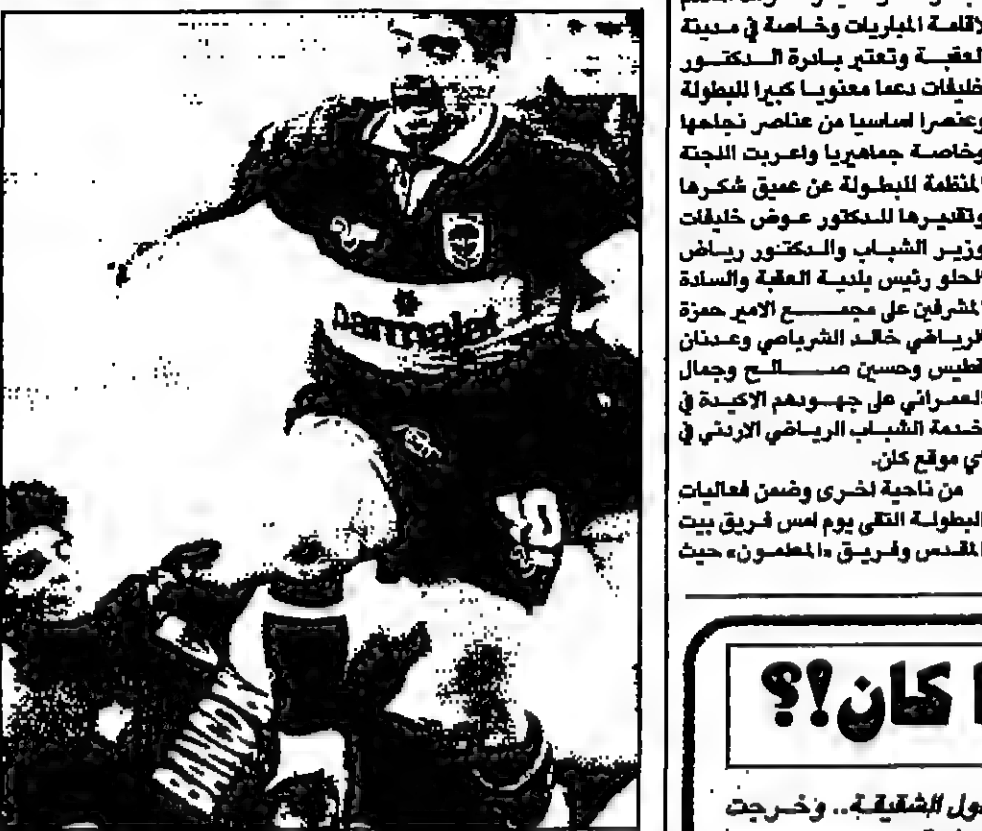 لاقامة المباريات وخاصة في مدينة
العقبة وتعتبر بادرة الدكتور
خليفات دعما معنويا كبيرا للبطولة
وعنصرا اساسيا من عناصر نجاحها
وخاصة جماهيريا واعربت اللجنة
المنظمة للبطولة عن عميق شكرها
وتقديرها للدكتور عوض خليفات
وزير الشباب والدكتور رياض
الحلو رئيس بلدية العقبة والسادة
المشرفين على مجمع الامير حمزة
الرياضي خالد الشرباصي وعدنان
قطيس وحسين صالح وجمال
العمراني على جهودهم الاكيدة في
خدمة الشباب الرياضي الاردني في
اي موقع كان.
من ناحية اخرى وضمن فعاليات
البطولة التقى يوم امس فريق بيت
المقدس وفريق «المعلمون» حيث
parmalat
ا كان!؟
الشقيقة.. وخرجت